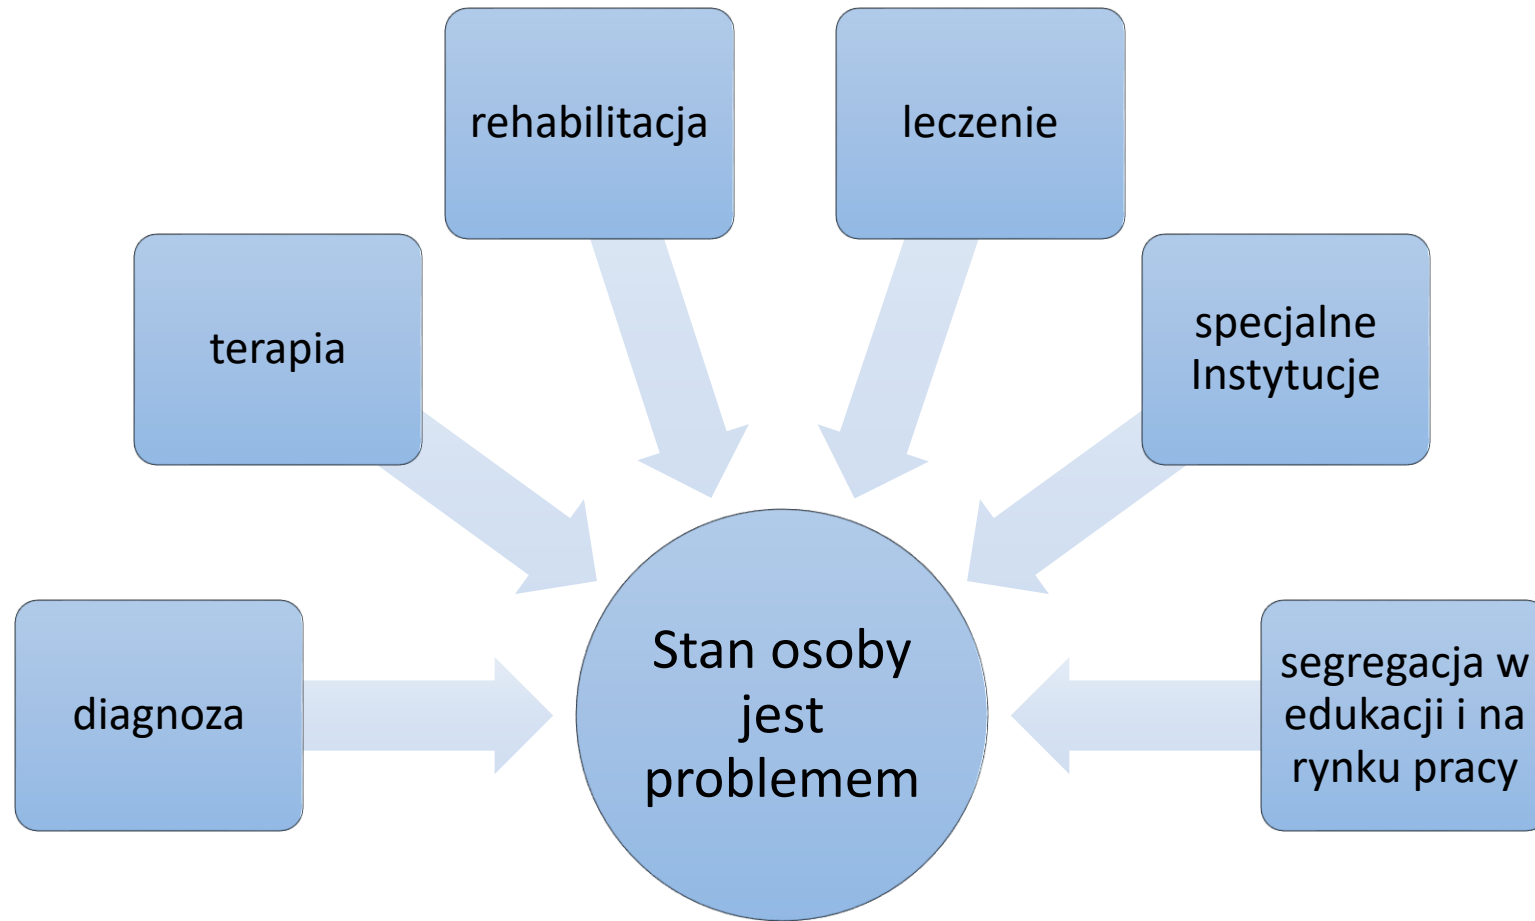 rehabilitacja
leczenie
terapia
specjalne
Instytucje
diagnoza
Stan osoby
jest
problemem
segregacja w
edukacji i na
rynku pracy